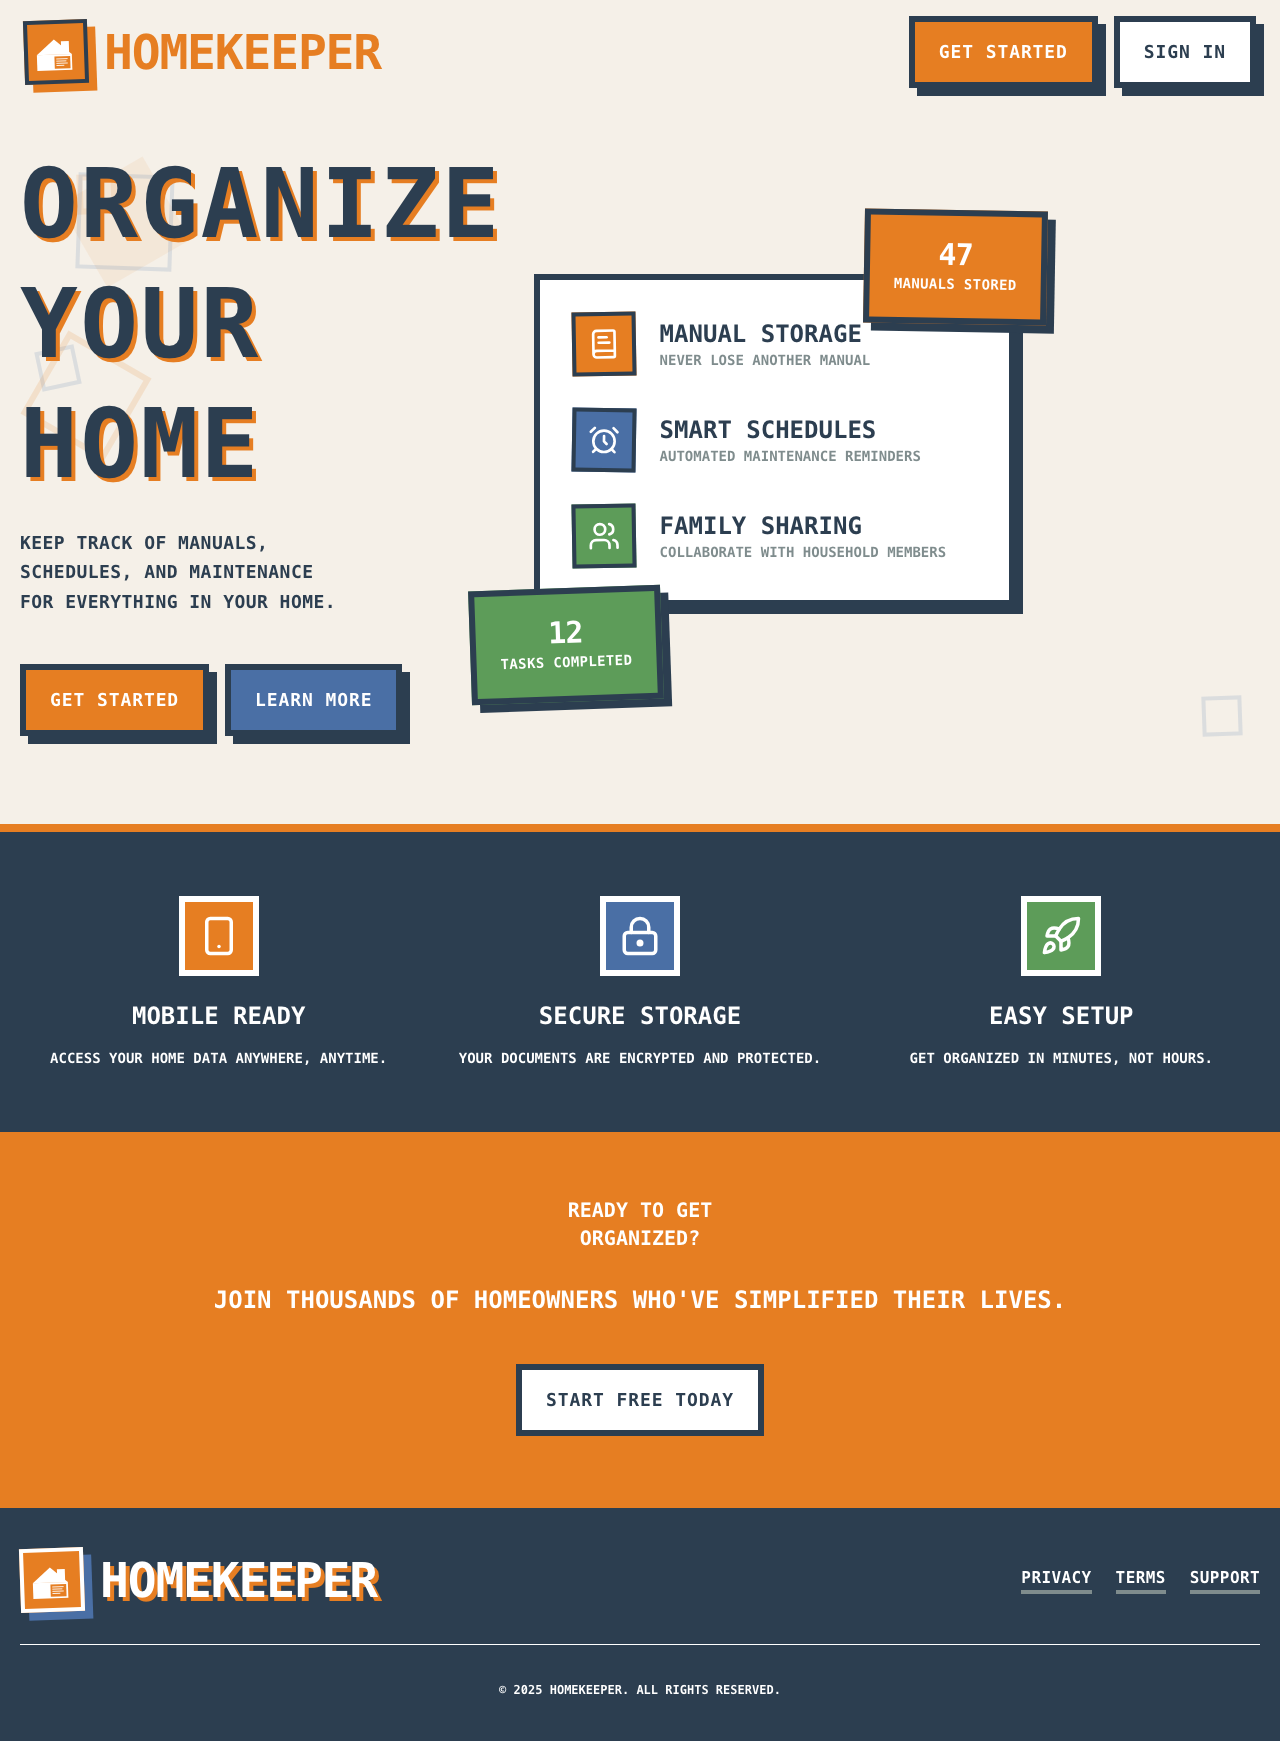 HOMEKEEPER
GET STARTED
SIGN IN
ORGANIZE
YOUR
HOME
KEEP TRACK OF MANUALS,
SCHEDULES, AND MAINTENANCE
FOR EVERYTHING IN YOUR HOME.
GET STARTED
LEARN MORE
47
MANUALS STORED
MANUAL STORAGE
NEVER LOSE ANOTHER MANUAL
SMART SCHEDULES
AUTOMATED MAINTENANCE REMINDERS
FAMILY SHARING
COLLABORATE WITH HOUSEHOLD MEMBERS
12
TASKS COMPLETED
MOBILE READY
ACCESS YOUR HOME DATA ANYWHERE, ANYTIME.
SECURE STORAGE
YOUR DOCUMENTS ARE ENCRYPTED AND PROTECTED.
EASY SETUP
GET ORGANIZED IN MINUTES, NOT HOURS.
READY TO GET
ORGANIZED?
JOIN THOUSANDS OF HOMEOWNERS WHO'VE SIMPLIFIED THEIR LIVES.
START FREE TODAY
HOMEKEEPER
PRIVACY
TERMS
SUPPORT
© 2025 HOMEKEEPER. ALL RIGHTS RESERVED.